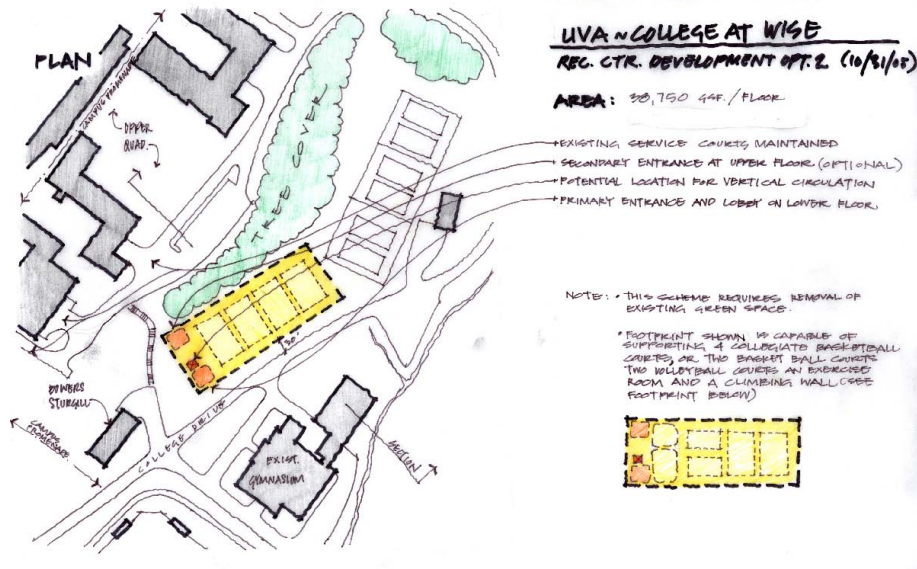 PLAN
UVA ~ COLLEGE AT WISE
REC. CTR. DEVELOPMENT OPT. 2 (10/31/05)
AREA: 38,750 GSF./FLOOR
EXISTING SERVICE COURTS MAINTAINED
SECONDARY ENTRANCE AT UPPER FLOOR (OPTIONAL)
POTENTIAL LOCATION FOR VERTICAL CIRCULATION
PRIMARY ENTRANCE AND LOBBY ON LOWER FLOOR.
NOTE: • THIS SCHEME REQUIRES REMOVAL OF
EXISTING GREEN SPACE.
• FOOTPRINT SHOWN IS CAPABLE OF
SUPPORTING 4 COLLEGIATE BASKETBALL
COURTS, OR TWO BASKET BALL COURTS
TWO VOLLEYBALL COURTS AN EXERCISE
ROOM AND A CLIMBING WALL (SEE
FOOTPRINT BELOW)
CAMPUS PROMENADE
UPPER
QUAD.
TREE COVER
BOWERS
STURGILL
CAMPUS
PROMENADE
COLLEGE DRIVE
EXIST.
GYMNASIUM
SECTION